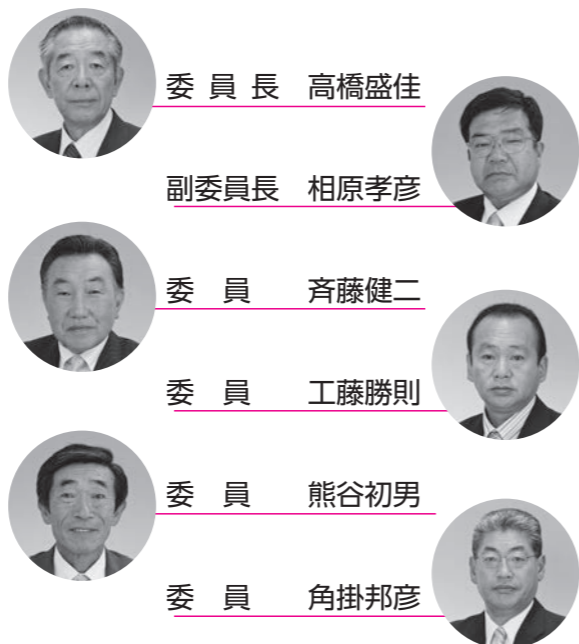 委員長　高橋盛佳
副委員長　相原孝彦
委員　斉藤健二
委員　工藤勝則
委員　熊谷初男
委員　角掛邦彦